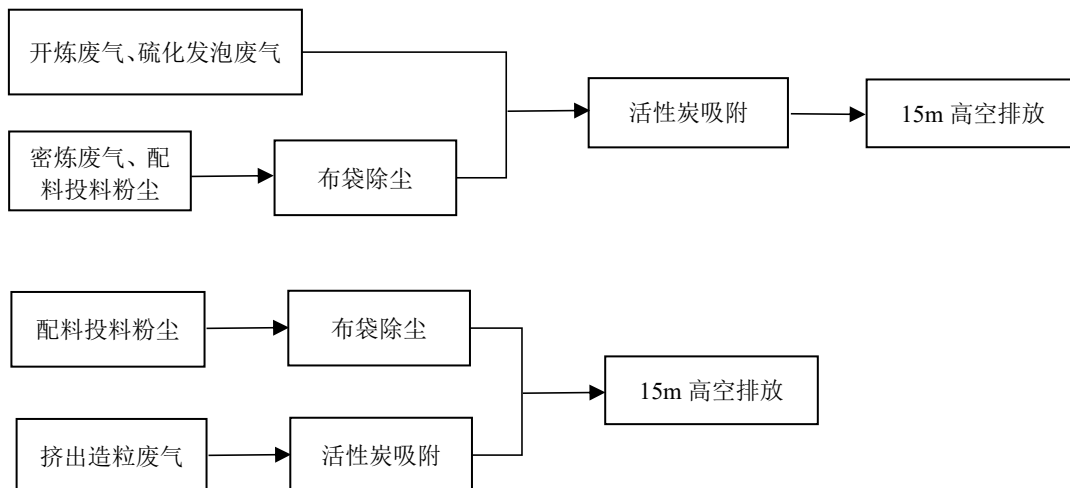 开炼废气、硫化发泡废气
活性炭吸附
15m 高空排放
密炼废气、配
料投料粉尘
布袋除尘
配料投料粉尘
布袋除尘
15m 高空排放
挤出造粒废气
活性炭吸附